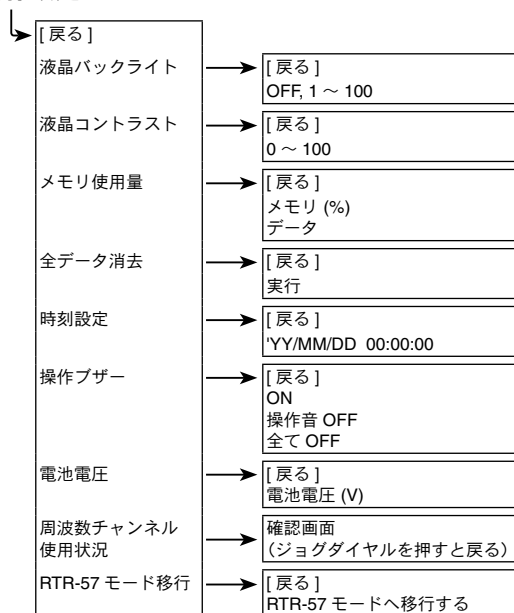 [ 戻る ]
液晶バックライト
[ 戻る ]
OFF, 1 ～ 100
液晶コントラスト
[ 戻る ]
0 ～ 100
メモリ使用量
[ 戻る ]
メモリ (%)
データ
全データ消去
[ 戻る ]
実行
時刻設定
[ 戻る ]
'YY/MM/DD 00:00:00
操作ブザー
[ 戻る ]
ON
操作音 OFF
全て OFF
電池電圧
[ 戻る ]
電池電圧 (V)
周波数チャンネル
使用状況
確認画面
（ジョグダイヤルを押すと戻る）
RTR-57 モード移行
[ 戻る ]
RTR-57 モードへ移行する